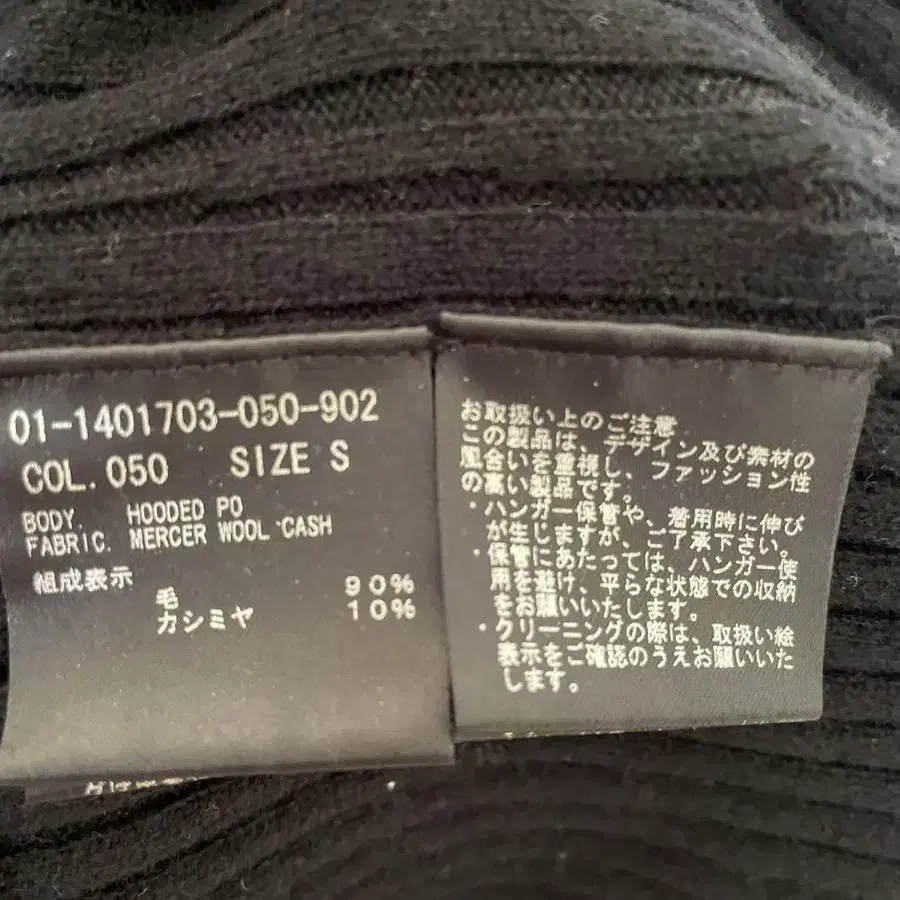 01-1401703-050-902
COL. 050 SIZE S
BODY. HOODED PO
FABRIC. MERCER WOOL CASH
組成表示
毛 90%
カシミヤ 10%
お取扱い上のご注意
この製品は、デザイン及び素材の
風合いを重視し、ファッション性
の高い製品です。
・ハンガー保管や、着用時に伸び
が生じますが、ご了承下さい。
・保管にあたっては、ハンガー使
用を避け、平らな状態での収納
をお願いいたします。
・クリーニングの際は、取扱い絵
表示をご確認のうえお願いいた
します。